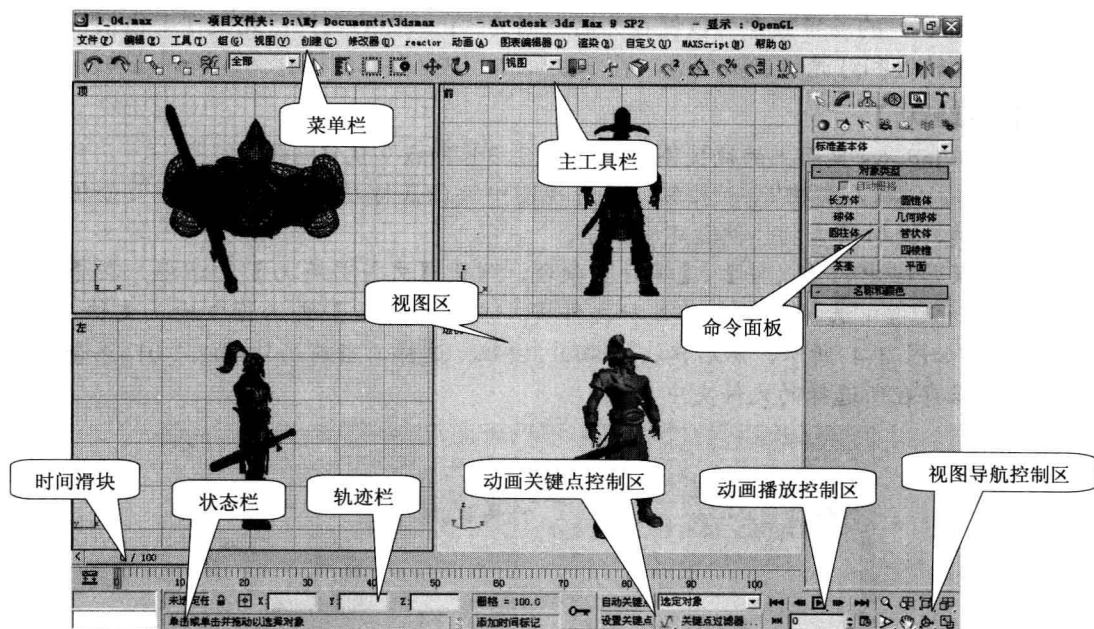 1_04.max - 项目文件夹: D:\My Documents\3dsmax - Autodesk 3ds Max 9 SP2 - 显示 : OpenGL
文件(F) 编辑(E) 工具(T) 组(G) 视图(V) 创建(C) 修改器(O) reactor 动画(A) 图表编辑器(D) 渲染(R) 自定义(U) MAXScript(M) 帮助(H)
全部
视图
顶
前
菜单栏
主工具栏
标准基本体
- 对象类型
自动栅格
长方体 圆锥体
球体 几何球体
圆柱体 管状体
四棱锥
茶壶 平面
- 名称和颜色
视图区
命令面板
左
时间滑块
状态栏
轨迹栏
动画关键点控制区
动画播放控制区
视图导航控制区
/ 100
0 10 20 30 40 50 60 70 80 90 100
X: Y: Z:
栅格 = 100.0
自动关键点
选定对象
单击或单击并拖动以选择对象
添加时间标记
设置关键点
关键点过滤器...
0